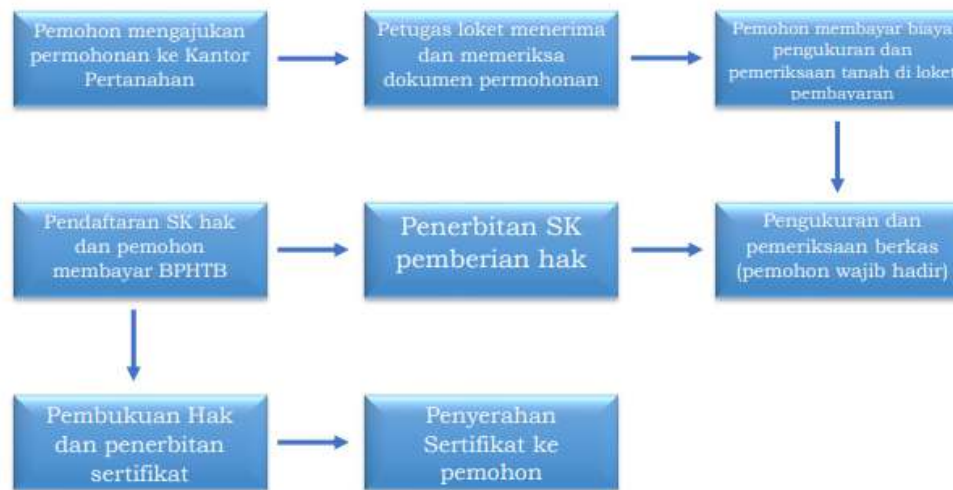 Pemohon mengajukan
permohonan ke Kantor
Pertanahan
Petugas loket menerima
dan memeriksa
dokumen permohonan
Pemohon membayar biaya
pengukuran dan
pemeriksaan tanah di loket
pembayaran
Pendaftaran SK hak
dan pemohon
membayar BPHTB
Penerbitan SK
pemberian hak
Pengukuran dan
pemeriksaan berkas
(pemohon wajib hadir)
Pembukuan Hak
dan penerbitan
sertifikat
Penyerahan
Sertifikat ke
pemohon